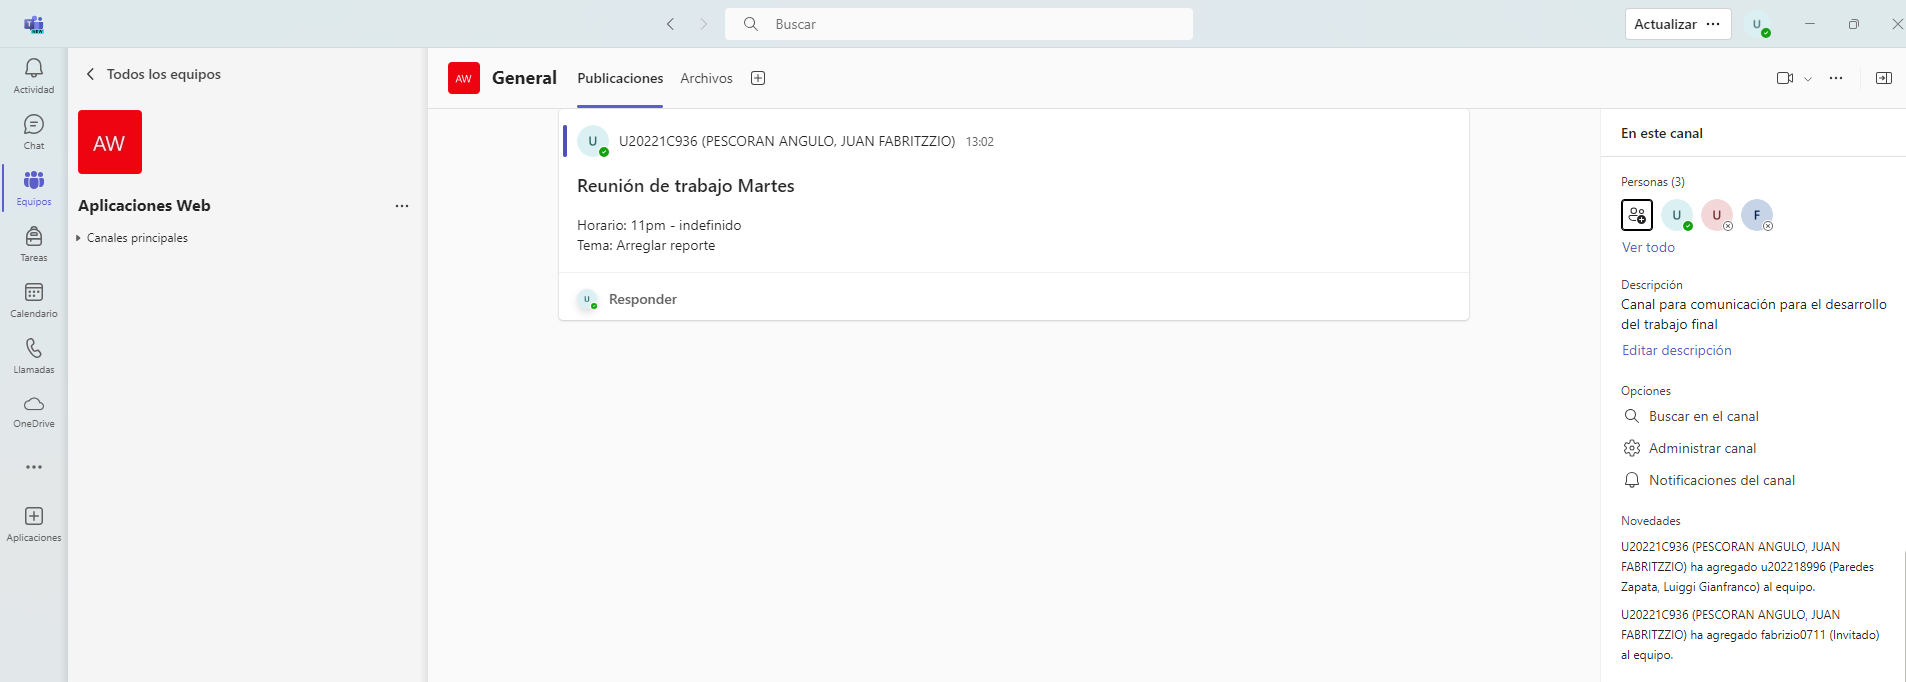 NEW
Buscar
Actualizar
U
Actividad
Chat
Equipos
Tareas
Calendario
Llamadas
OneDrive
Aplicaciones
Todos los equipos
AW
Aplicaciones Web
Canales principales
AW
General
Publicaciones
Archivos
U
U20221C936 (PESCORAN ANGULO, JUAN FABRITZZIO) 13:02
Reunión de trabajo Martes
Horario: 11pm - indefinido
Tema: Arreglar reporte
U
Responder
En este canal
Personas (3)
U U F
Ver todo
Descripción
Canal para comunicación para el desarrollo
del trabajo final
Editar descripción
Opciones
Buscar en el canal
Administrar canal
Notificaciones del canal
Novedades
U20221C936 (PESCORAN ANGULO, JUAN
FABRITZZIO) ha agregado u202218996 (Paredes
Zapata, Luiggi Gianfranco) al equipo.
U20221C936 (PESCORAN ANGULO, JUAN
FABRITZZIO) ha agregado fabrizio0711 (Invitado)
al equipo.